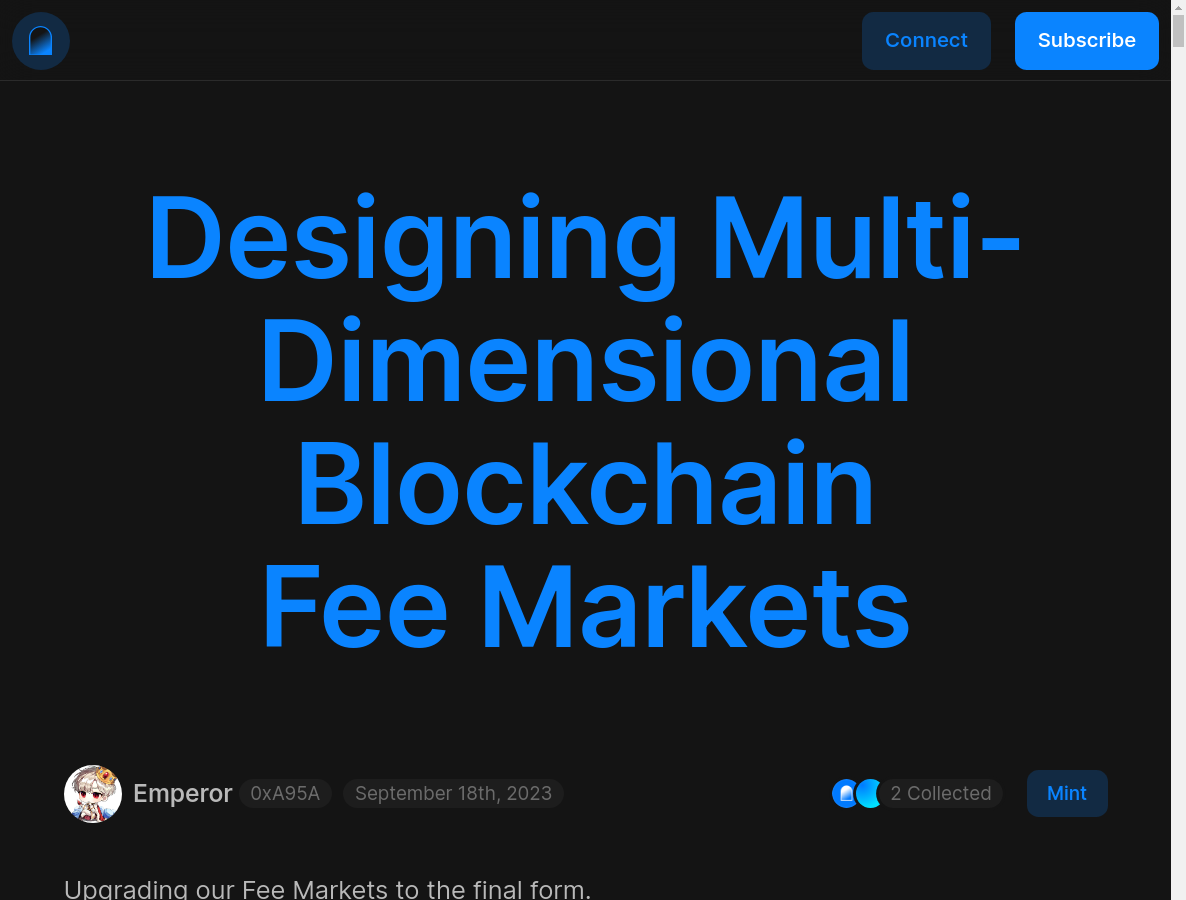 Connect
Subscribe
Designing Multi-
Dimensional
Blockchain
Fee Markets
Emperor 0xA95A September 18th, 2023 2 Collected Mint
Upgrading our Fee Markets to the final form.